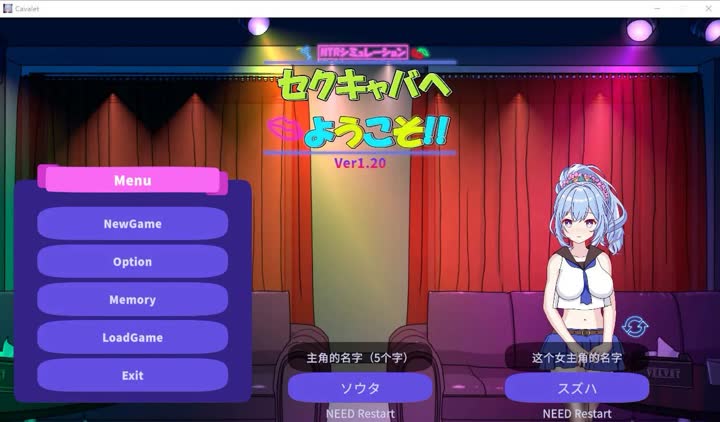 Cavalet
NTRシミュレーション
セクキャバへ
ようこそ!!
Ver1.20
Menu
NewGame
Option
Memory
LoadGame
Exit
主角的名字（5个字）
ソウタ
NEED Restart
这个女主角的名字
スズハ
NEED Restart
VELVET